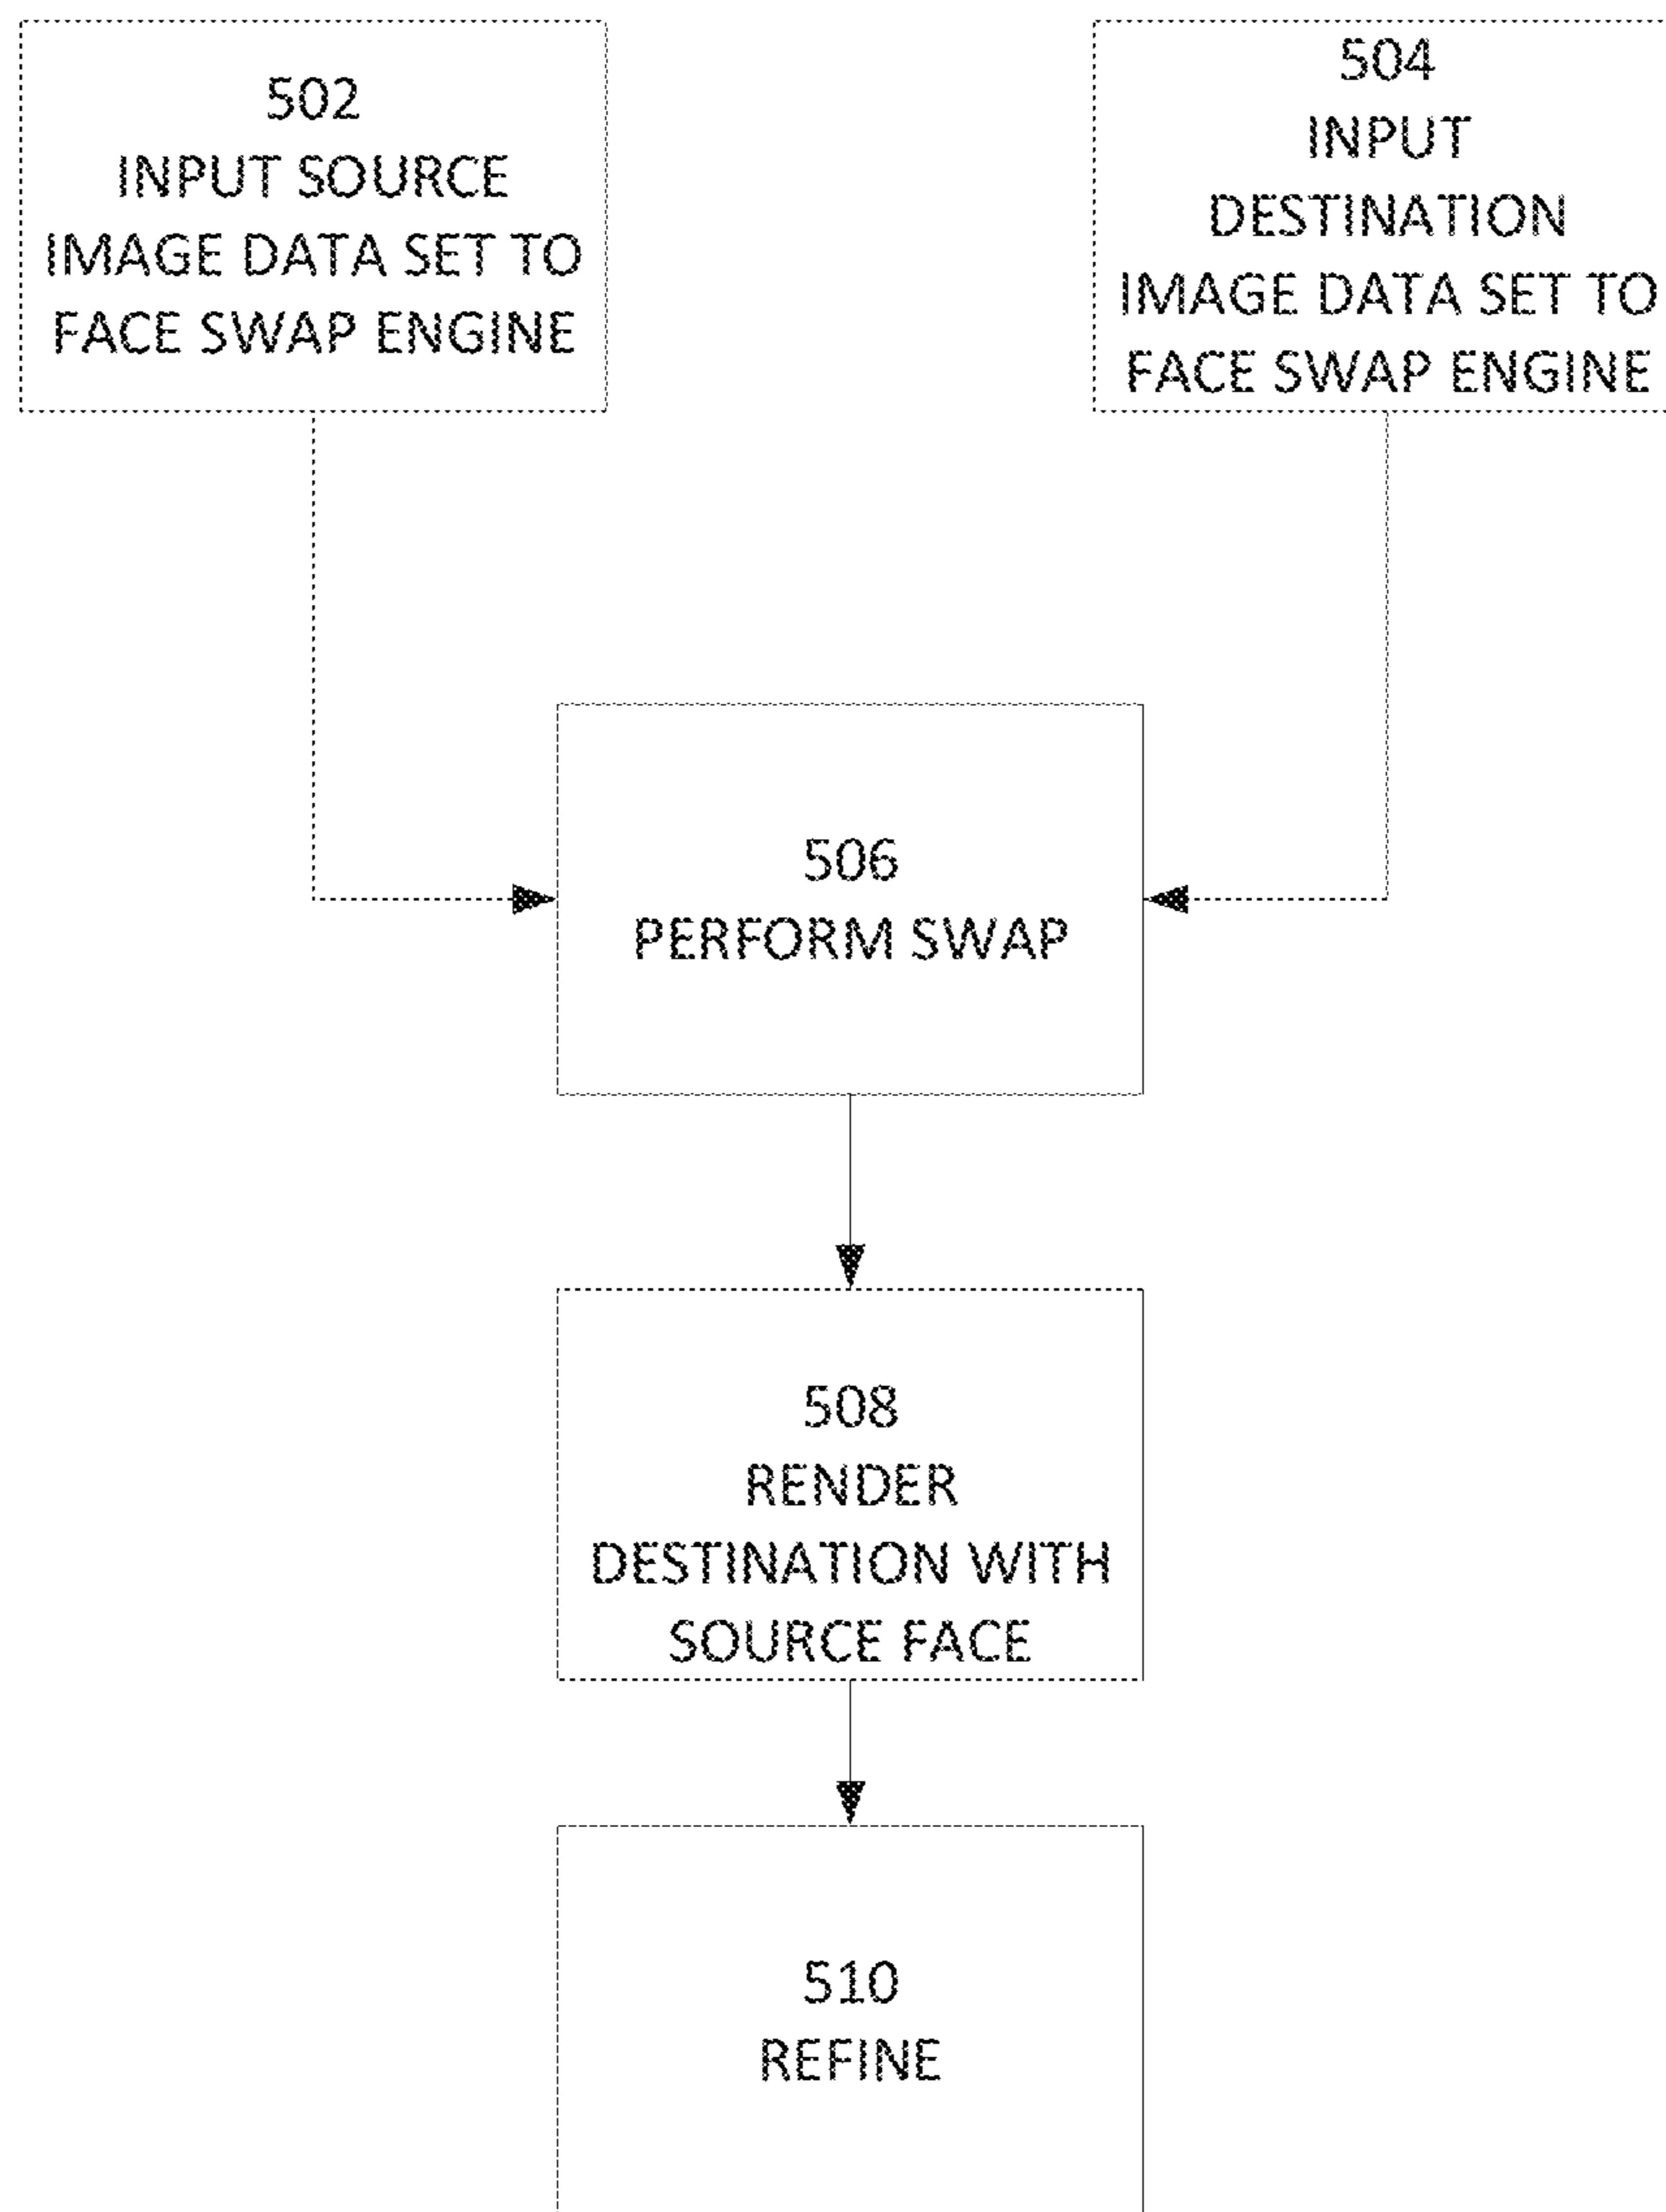 502
INPUT SOURCE
IMAGE DATA SET TO
FACE SWAP ENGINE
504
INPUT
DESTINATION
IMAGE DATA SET TO
FACE SWAP ENGINE
506
PERFORM SWAP
508
RENDER
DESTINATION WITH
SOURCE FACE
510
REFINE